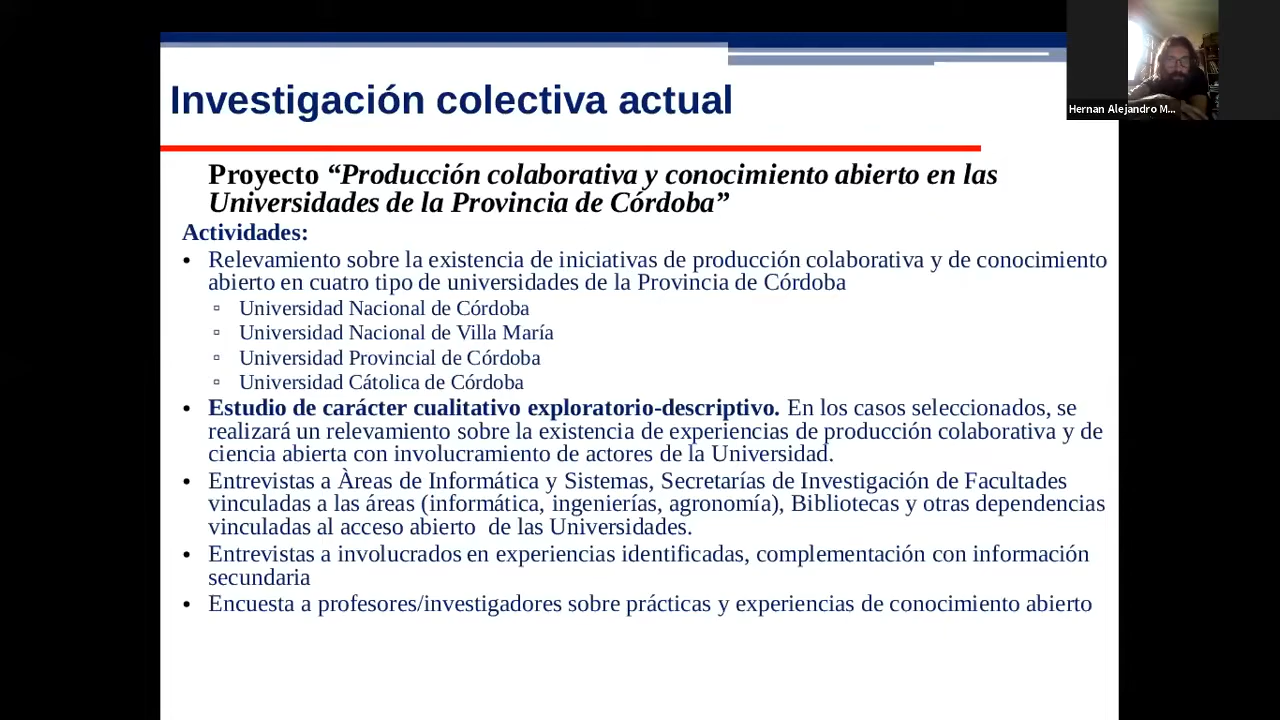 Investigación colectiva actual
Hernan Alejandro M...
Proyecto “Producción colaborativa y conocimiento abierto en las
Universidades de la Provincia de Córdoba”
Actividades:
• Relevamiento sobre la existencia de iniciativas de producción colaborativa y de conocimiento
abierto en cuatro tipo de universidades de la Provincia de Córdoba
▫ Universidad Nacional de Córdoba
▫ Universidad Nacional de Villa María
▫ Universidad Provincial de Córdoba
▫ Universidad Cátolica de Córdoba
• Estudio de carácter cualitativo exploratorio-descriptivo. En los casos seleccionados, se
realizará un relevamiento sobre la existencia de experiencias de producción colaborativa y de
ciencia abierta con involucramiento de actores de la Universidad.
• Entrevistas a Àreas de Informática y Sistemas, Secretarías de Investigación de Facultades
vinculadas a las áreas (informática, ingenierías, agronomía), Bibliotecas y otras dependencias
vinculadas al acceso abierto  de las Universidades.
• Entrevistas a involucrados en experiencias identificadas, complementación con información
secundaria
• Encuesta a profesores/investigadores sobre prácticas y experiencias de conocimiento abierto